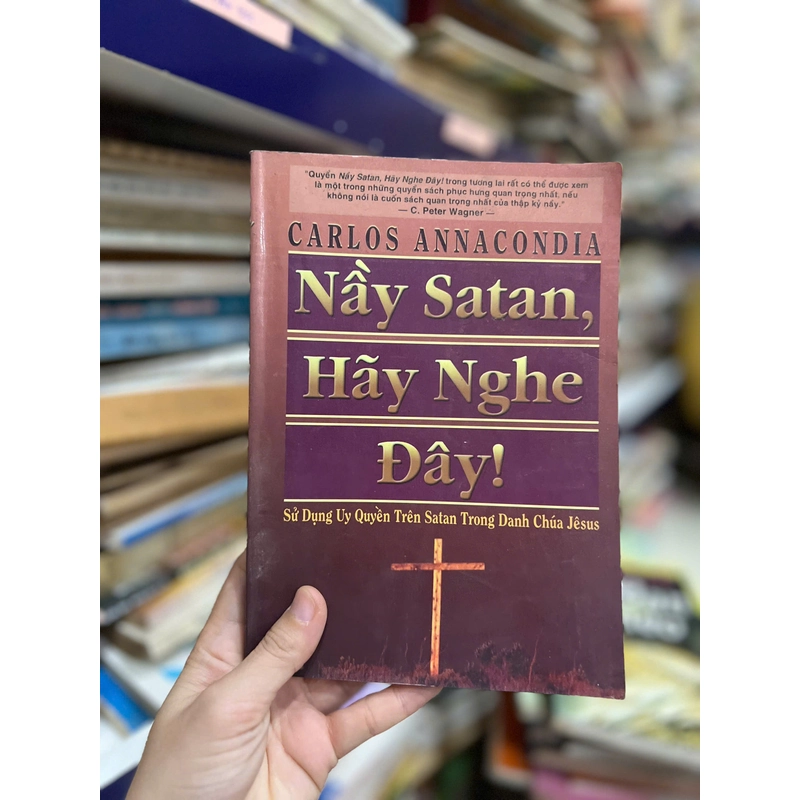 "Quyển Nầy Satan, Hãy Nghe Đây! trong tương lai rất có thể được xem
là một trong những quyển sách phục hưng quan trọng nhất; nếu
không nói là cuốn sách quan trọng nhất của thập kỷ nầy."
— C. Peter Wagner —
CARLOS ANNACONDIA
Nầy Satan,
Hãy Nghe
Đây!
Sử Dụng Uy Quyền Trên Satan Trong Danh Chúa Jêsus